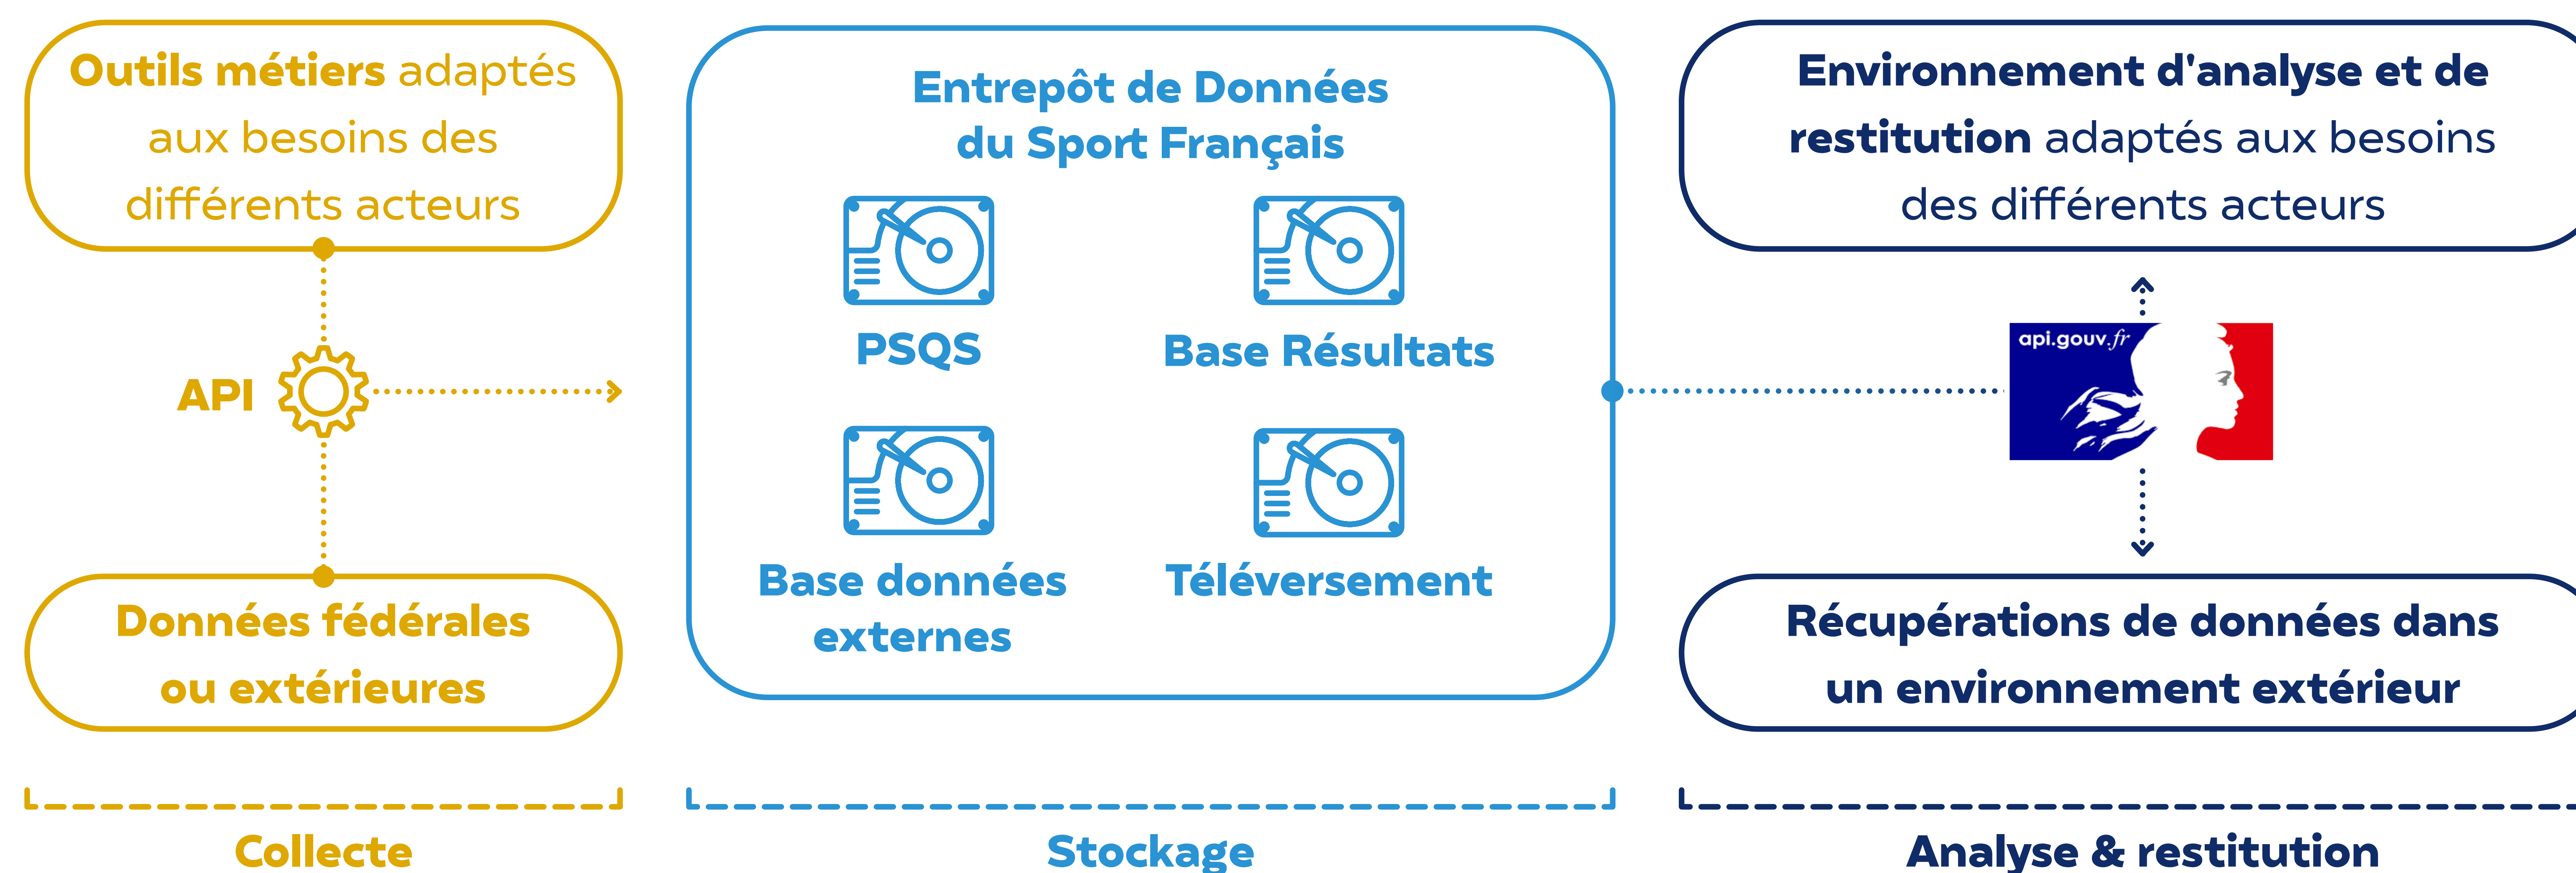 Outils métiers adaptés
aux besoins des
différents acteurs
API
Données fédérales
ou extérieures
Collecte
Entrepôt de Données
du Sport Français
PSQS
Base Résultats
Base données
externes
Téléversement
Stockage
Environnement d'analyse et de
restitution adaptés aux besoins
des différents acteurs
api.gouv.fr
Récupérations de données dans
un environnement extérieur
Analyse & restitution